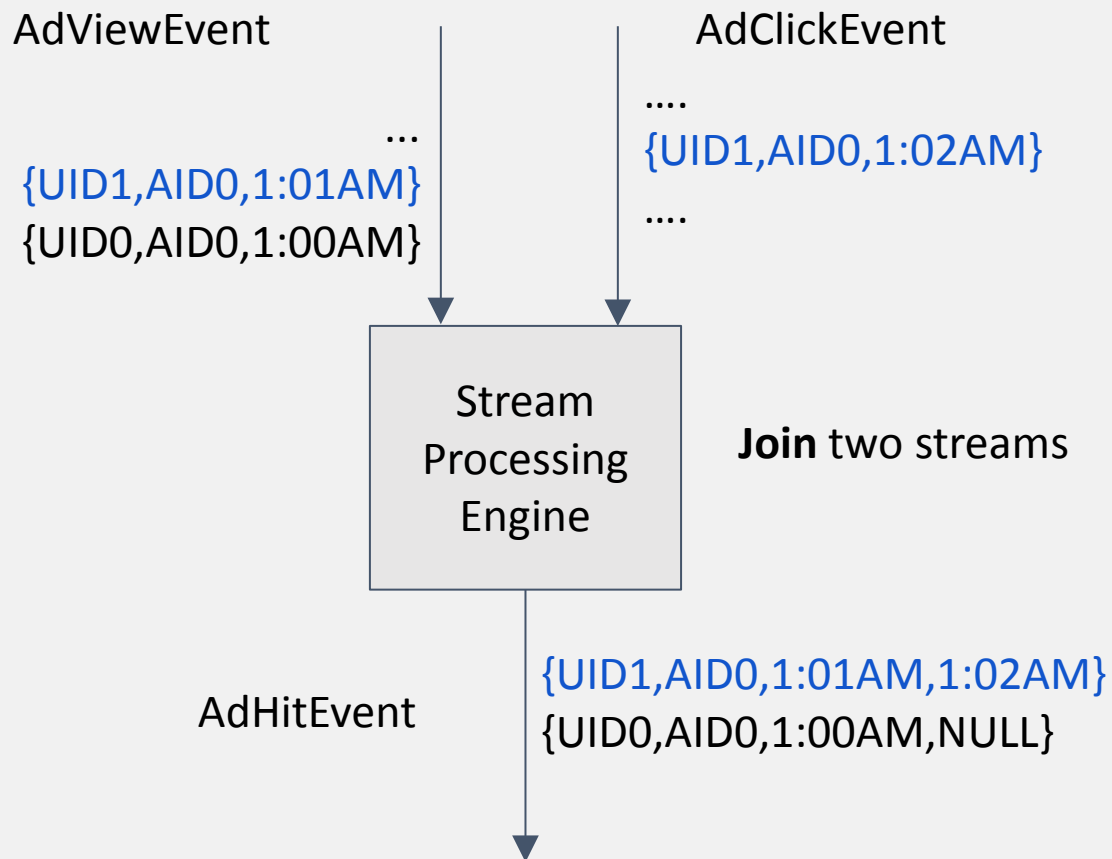 AdViewEvent
AdClickEvent
...
{UID1,AID0,1:01AM}
{UID0,AID0,1:00AM}
....
{UID1,AID0,1:02AM}
....
Stream
Processing
Engine
Join two streams
AdHitEvent
{UID1,AID0,1:01AM,1:02AM}
{UID0,AID0,1:00AM,NULL}